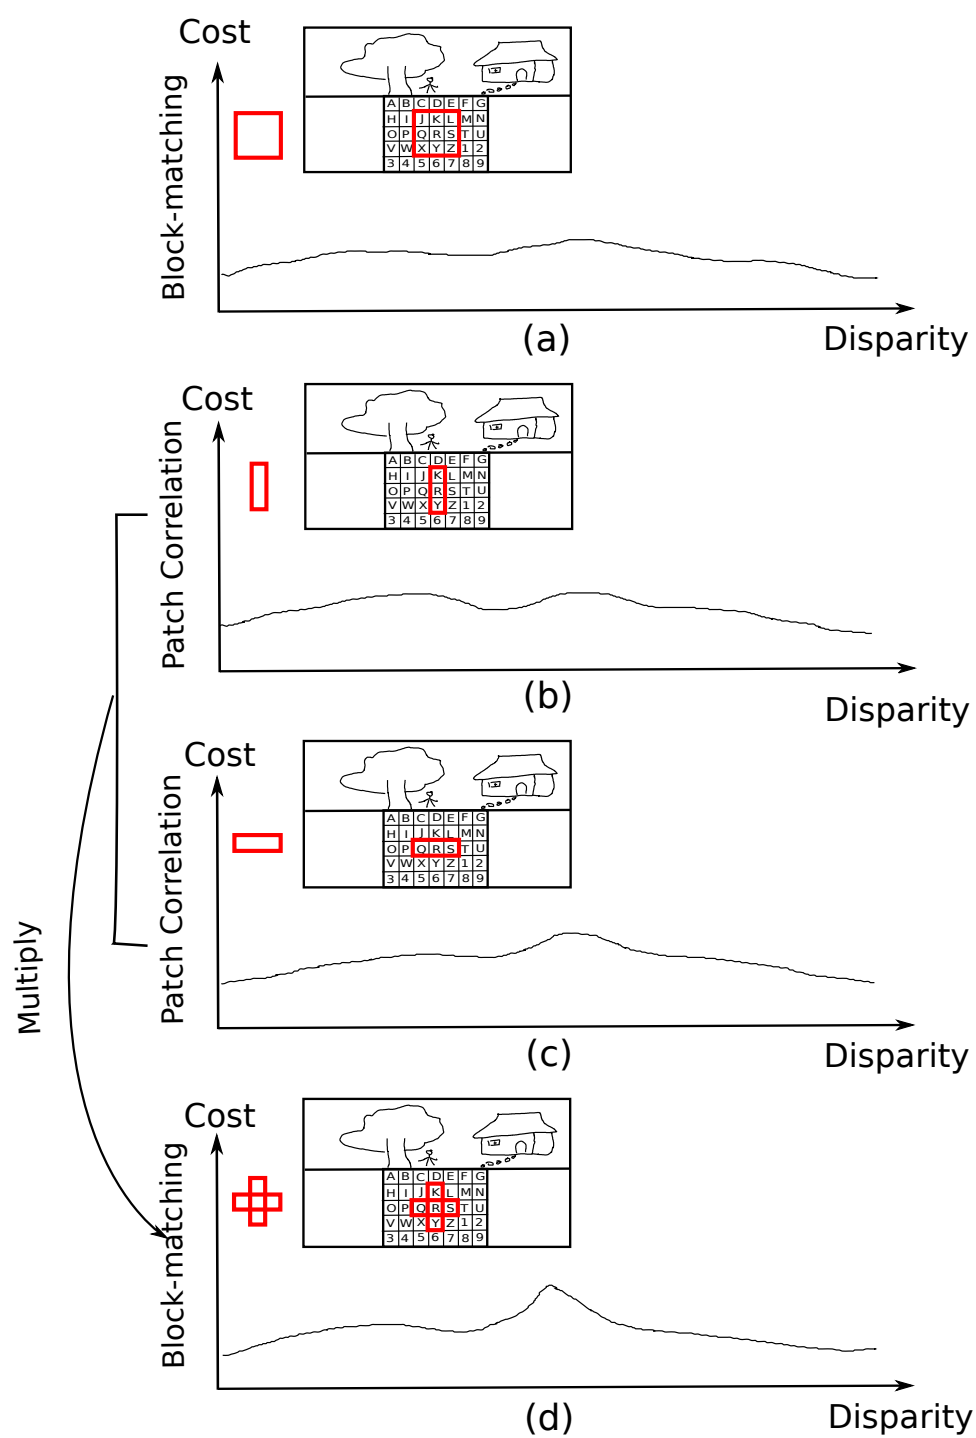 Cost
Block-matching
A B C D E F G
H I J K L M N
O P Q R S T U
V W X Y Z 1 2
3 4 5 6 7 8 9
(a)
Disparity
Cost
Patch Correlation
A B C D E F G
H I J K L M N
O P Q R S T U
V W X Y Z 1 2
3 4 5 6 7 8 9
(b)
Disparity
Cost
Patch Correlation
A B C D E F G
H I J K L M N
O P Q R S T U
V W X Y Z 1 2
3 4 5 6 7 8 9
(c)
Disparity
Multiply
Cost
Block-matching
A B C D E F G
H I J K L M N
O P Q R S T U
V W X Y Z 1 2
3 4 5 6 7 8 9
(d)
Disparity